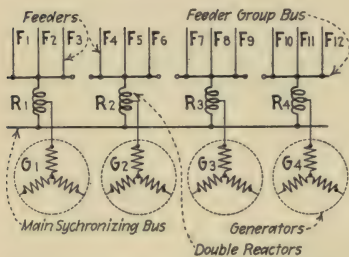 Feeders
Feeder Group Bus
F1 F2 F3 F4 F5 F6 F7 F8 F9 F10 F11 F12
R1 R2 R3 R4
G1 G2 G3 G4
Main Sychronizing Bus
Generators
Double Reactors